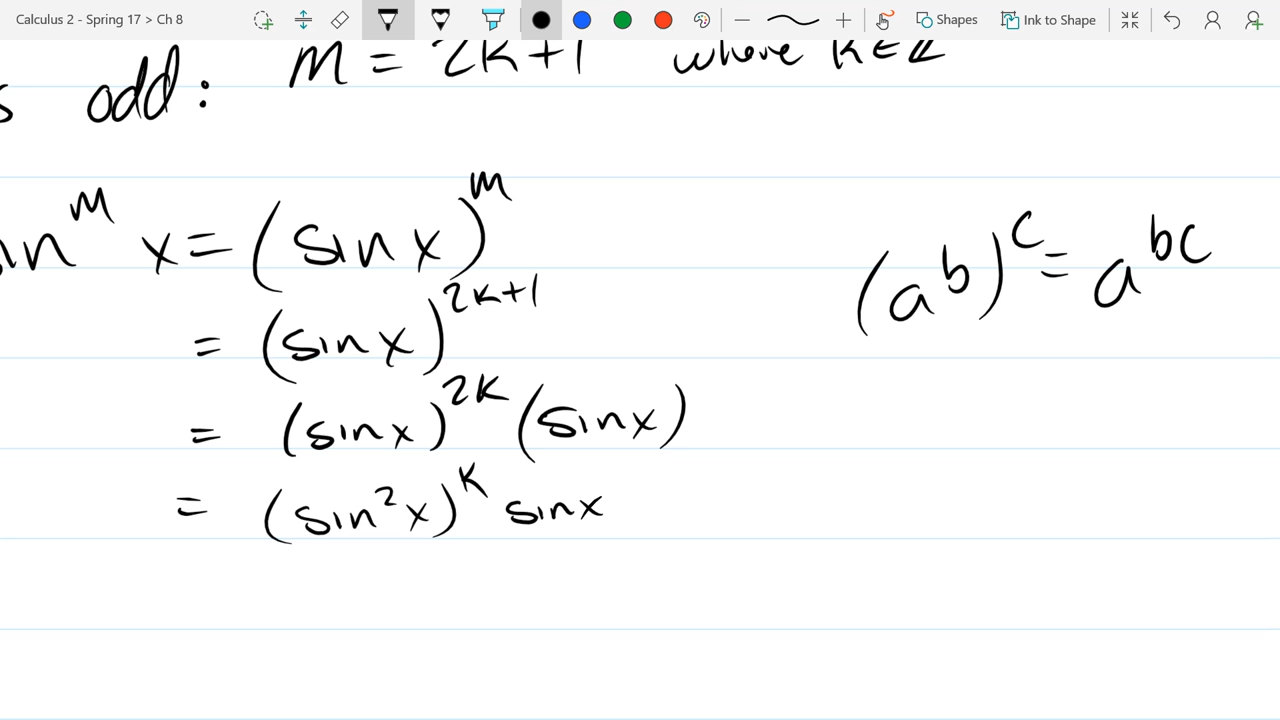 Calculus 2 - Spring 17 > Ch 8 Shapes Ink to Shape
odd: m = 2k+1 where k ∈ ℤ
x = (sin x)^m
(a^b)^c = a^bc
= (sin x)^2k+1
= (sin x)^2k (sin x)
= (sin²x)^k sin x